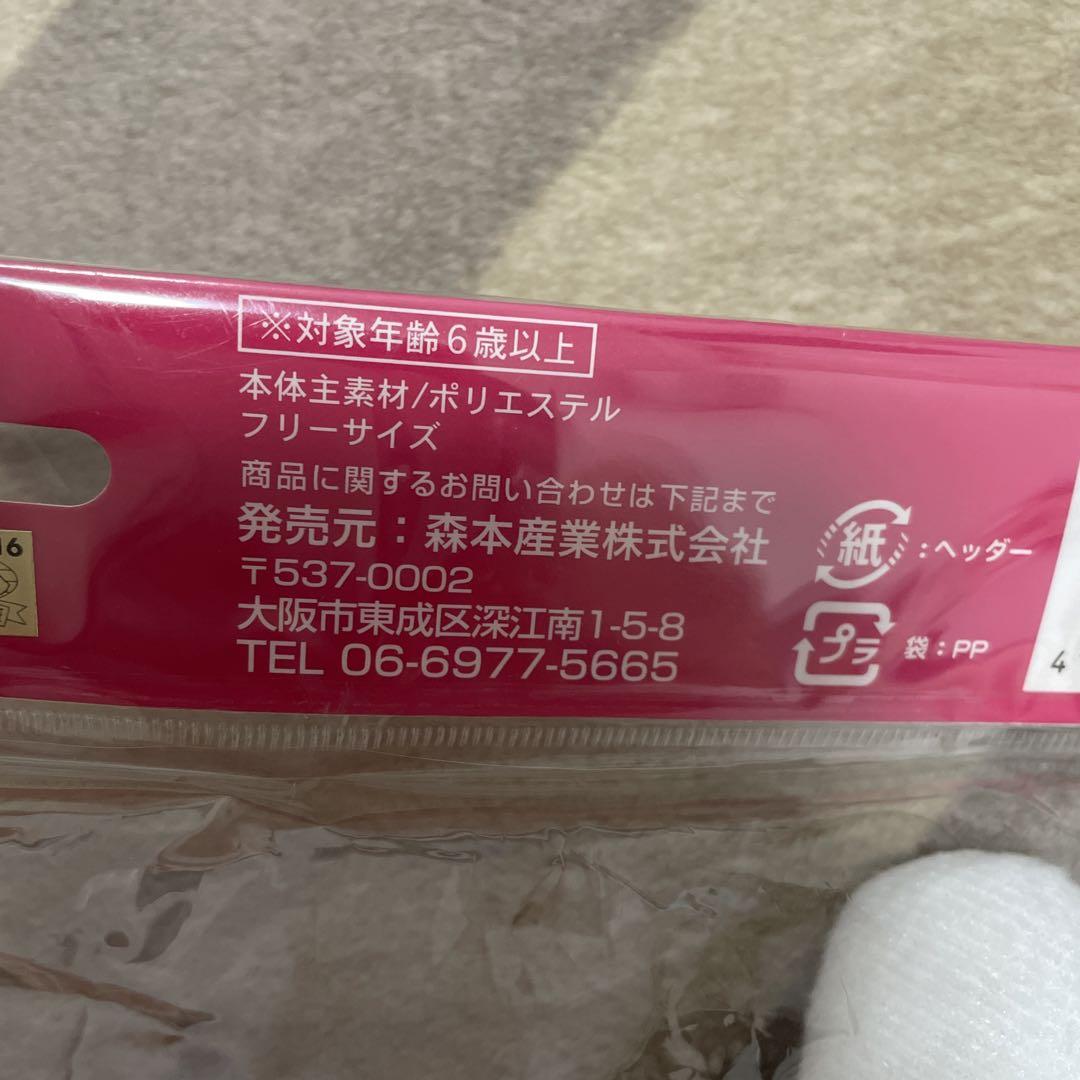 ※対象年齢6歳以上
本体主素材/ポリエステル
フリーサイズ
商品に関するお問い合わせは下記まで
発売元：森本産業株式会社
〒537-0002
大阪市東成区深江南1-5-8
TEL 06-6977-5665
紙：ヘッダー
プラ 袋：PP
16
4